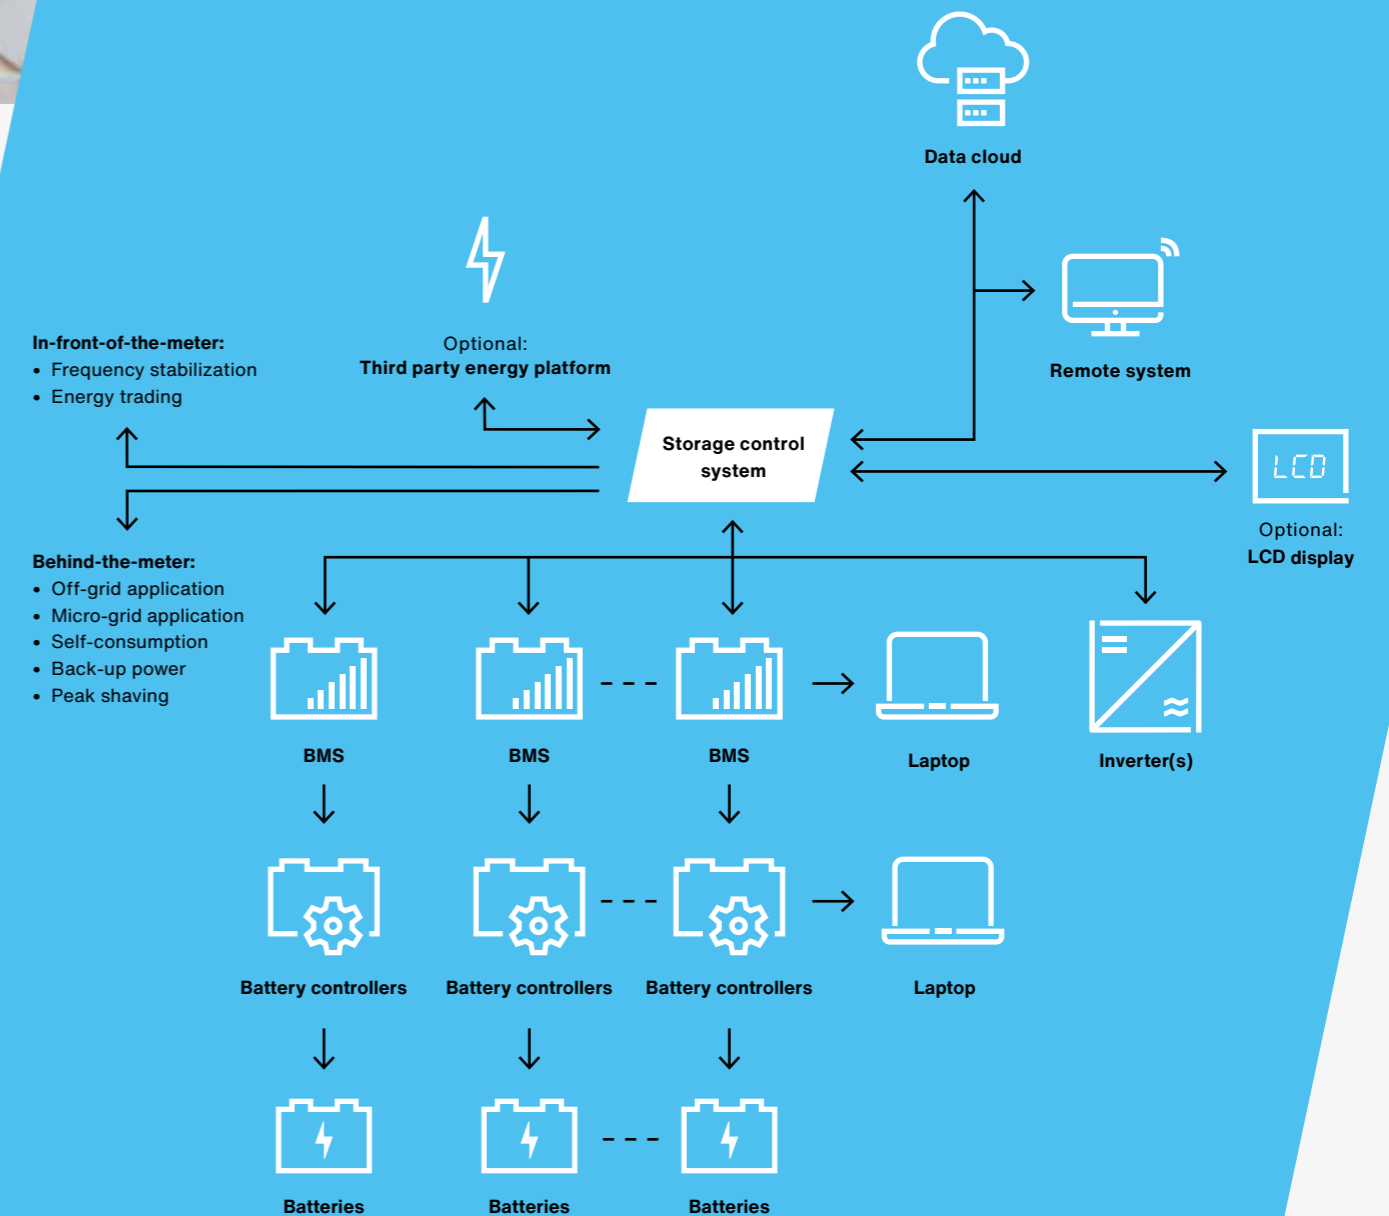 Data cloud
Remote system
Optional:
Third party energy platform
In-front-of-the-meter:
• Frequency stabilization
• Energy trading
Storage control
system
LCD
Optional:
LCD display
Behind-the-meter:
• Off-grid application
• Micro-grid application
• Self-consumption
• Back-up power
• Peak shaving
BMS
BMS
BMS
Laptop
Inverter(s)
Battery controllers
Battery controllers
Battery controllers
Laptop
Batteries
Batteries
Batteries